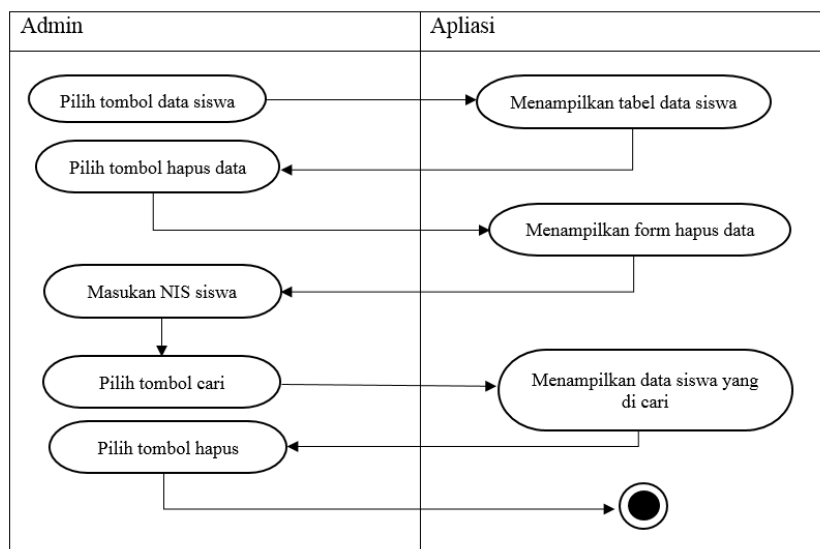 Admin
Apliasi
Pilih tombol data siswa
Menampilkan tabel data siswa
Pilih tombol hapus data
Menampilkan form hapus data
Masukan NIS siswa
Pilih tombol cari
Menampilkan data siswa yang
di cari
Pilih tombol hapus